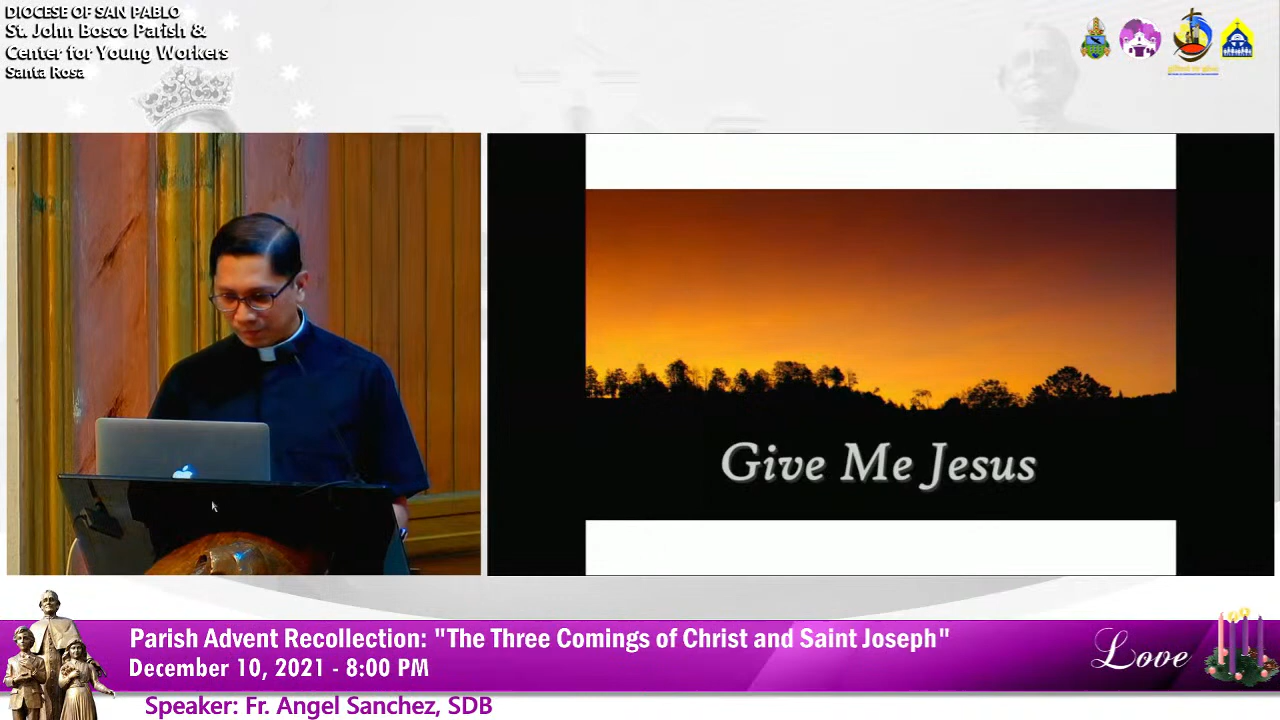 DIOCESE OF SAN PABLO
St. John Bosco Parish &
Center for Young Workers
Santa Rosa
Give Me Jesus
Parish Advent Recollection: "The Three Comings of Christ and Saint Joseph"
December 10, 2021 - 8:00 PM
Love
Speaker: Fr. Angel Sanchez, SDB